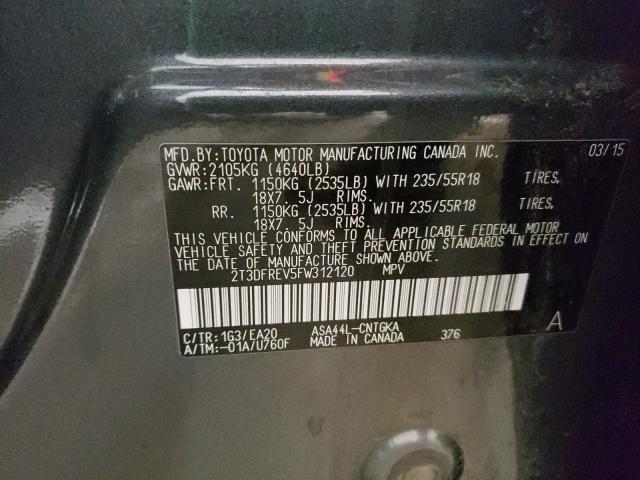 MFD.BY:TOYOTA MOTOR MANUFACTURING CANADA INC. 03/15
GVWR:2105KG (4640LB)
GAWR:FRT. 1150KG (2535LB) WITH 235/55R18 TIRES,
18X7. 5J RIMS.
RR. 1150KG (2535LB) WITH 235/55R18 TIRES,
18X7. 5J RIMS.
THIS VEHICLE CONFORMS TO ALL APPLICABLE FEDERAL MOTOR
VEHICLE SAFETY AND THEFT PREVENTION STANDARDS IN EFFECT ON
THE DATE OF MANUFACTURE SHOWN ABOVE.
2T3DFREV5FW312120 MPV
C/TR:1G3/EA20 ASA44L-CNTGKA 376 A
A/TM:-01A/U760F MADE IN CANADA